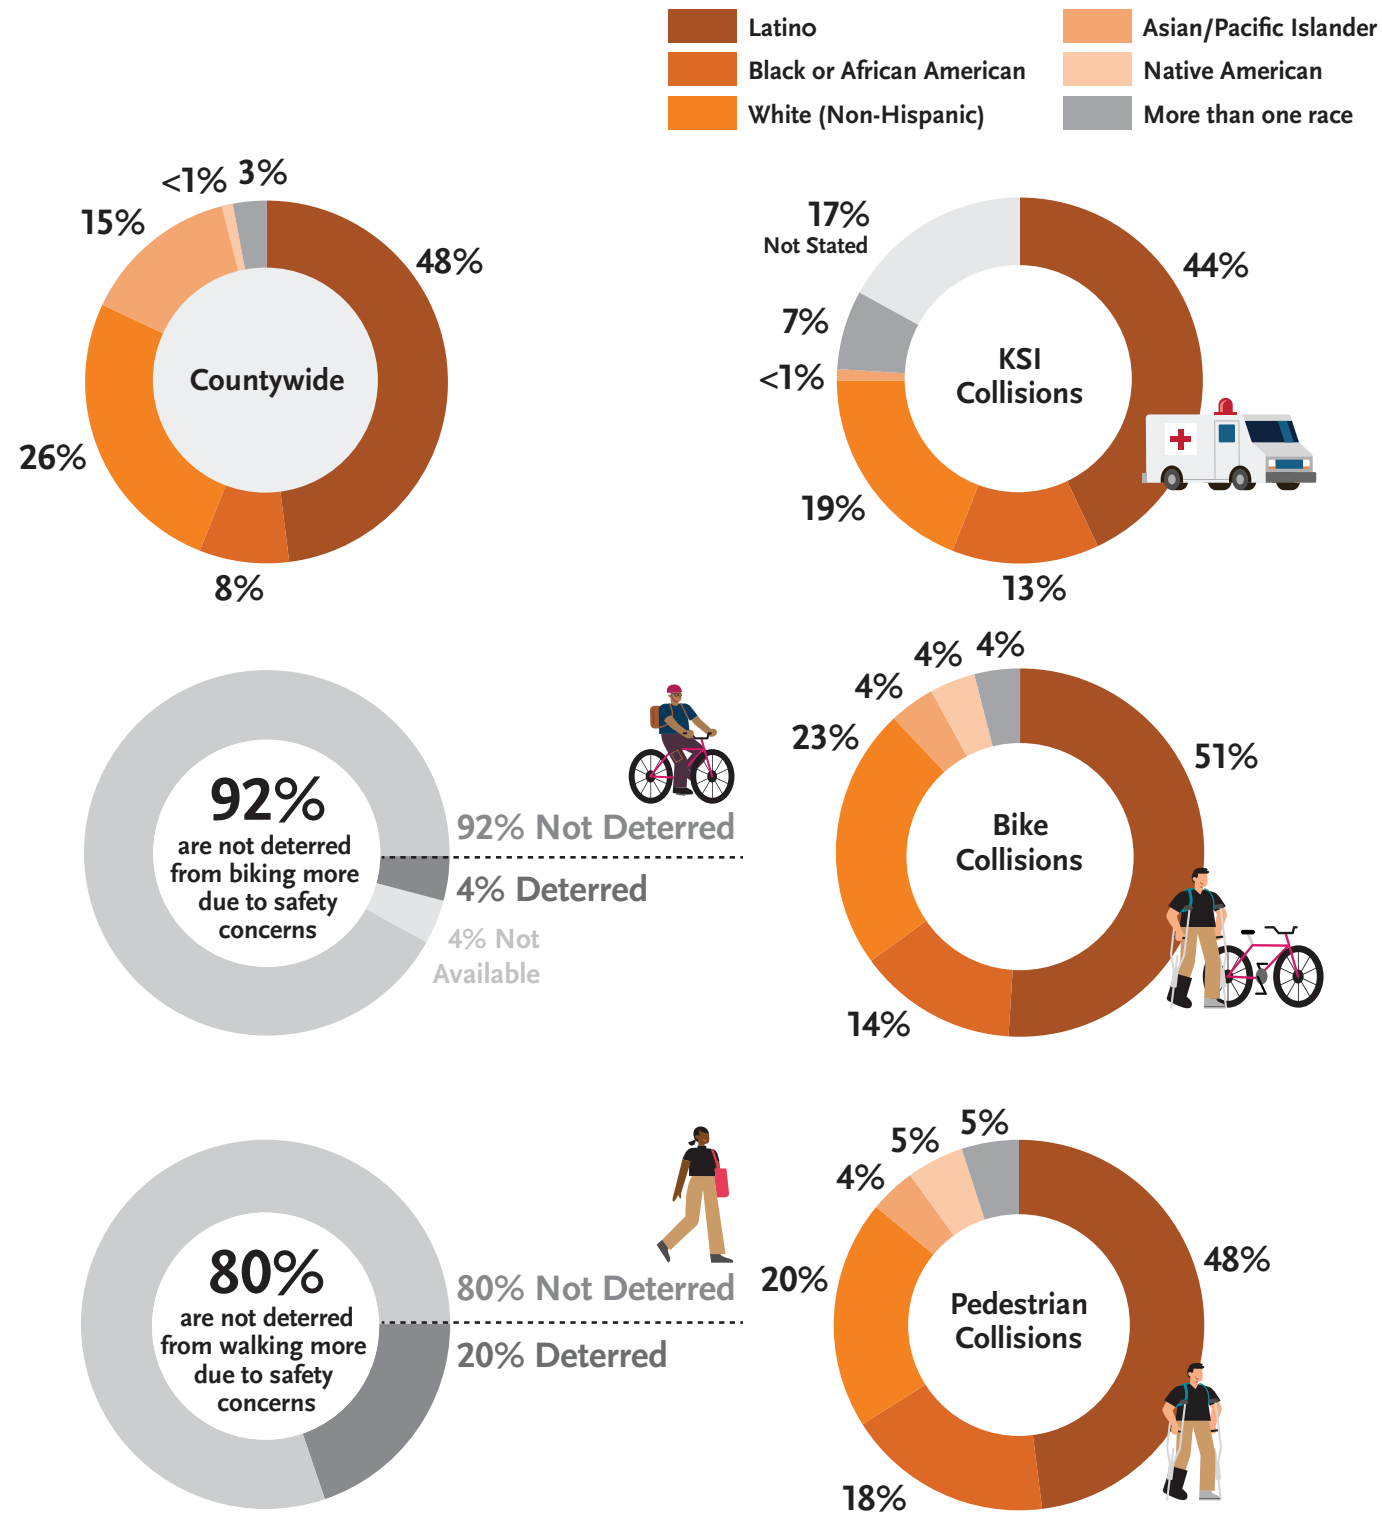 Latino
Black or African American
White (Non-Hispanic)
Asian/Pacific Islander
Native American
More than one race
<1%
3%
15%
48%
26%
8%
Countywide
17%
Not Stated
44%
7%
<1%
19%
13%
KSI
Collisions
92%
are not deterred
from biking more
due to safety
concerns
92% Not Deterred
4% Deterred
4% Not
Available
4%
4%
4%
23%
51%
14%
Bike
Collisions
80%
are not deterred
from walking more
due to safety
concerns
80% Not Deterred
20% Deterred
5%
5%
4%
48%
20%
18%
Pedestrian
Collisions